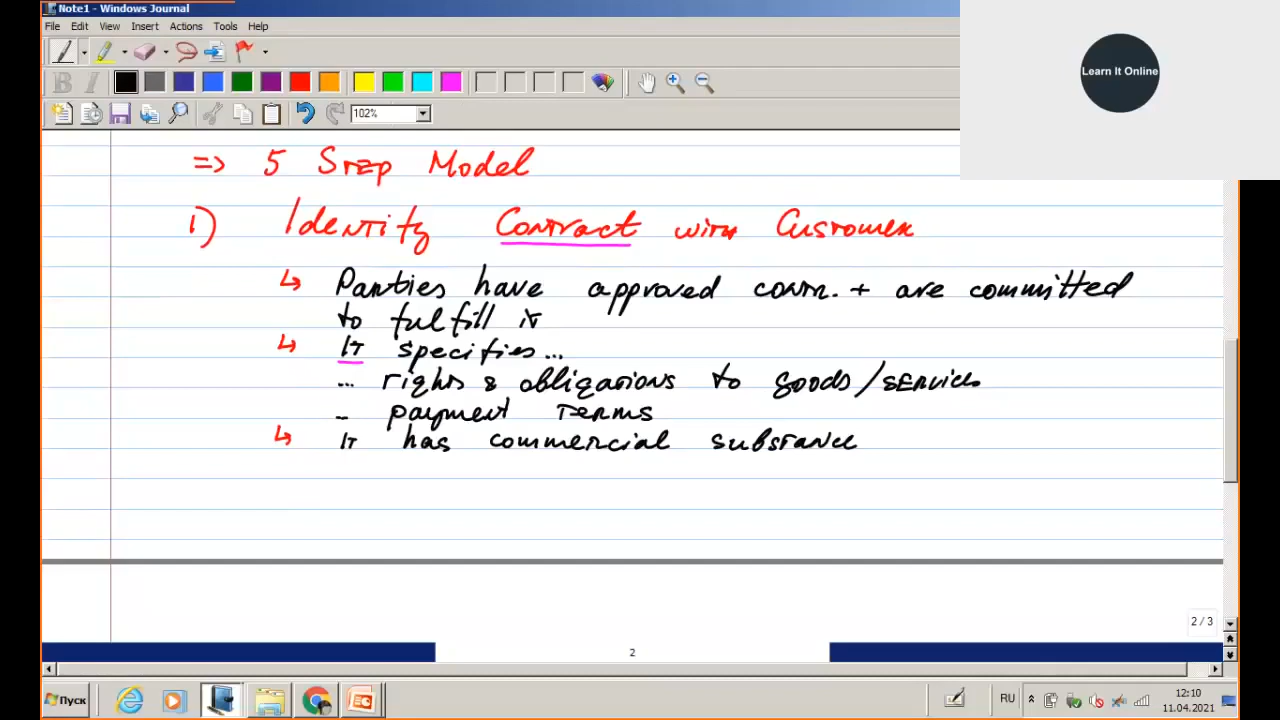 Note1 - Windows Journal
File Edit View Insert Actions Tools Help
Learn It Online
B I
102%
=> 5 Step Model
1) Identify Contract with Customer
↳ Parties have approved contr. + are committed
to fulfill it
↳ It specifies...
... rights & obligations to goods/services
.. payment terms
↳ It has commercial substance
2 / 3
2
Пуск
RU
12:10
11.04.2021